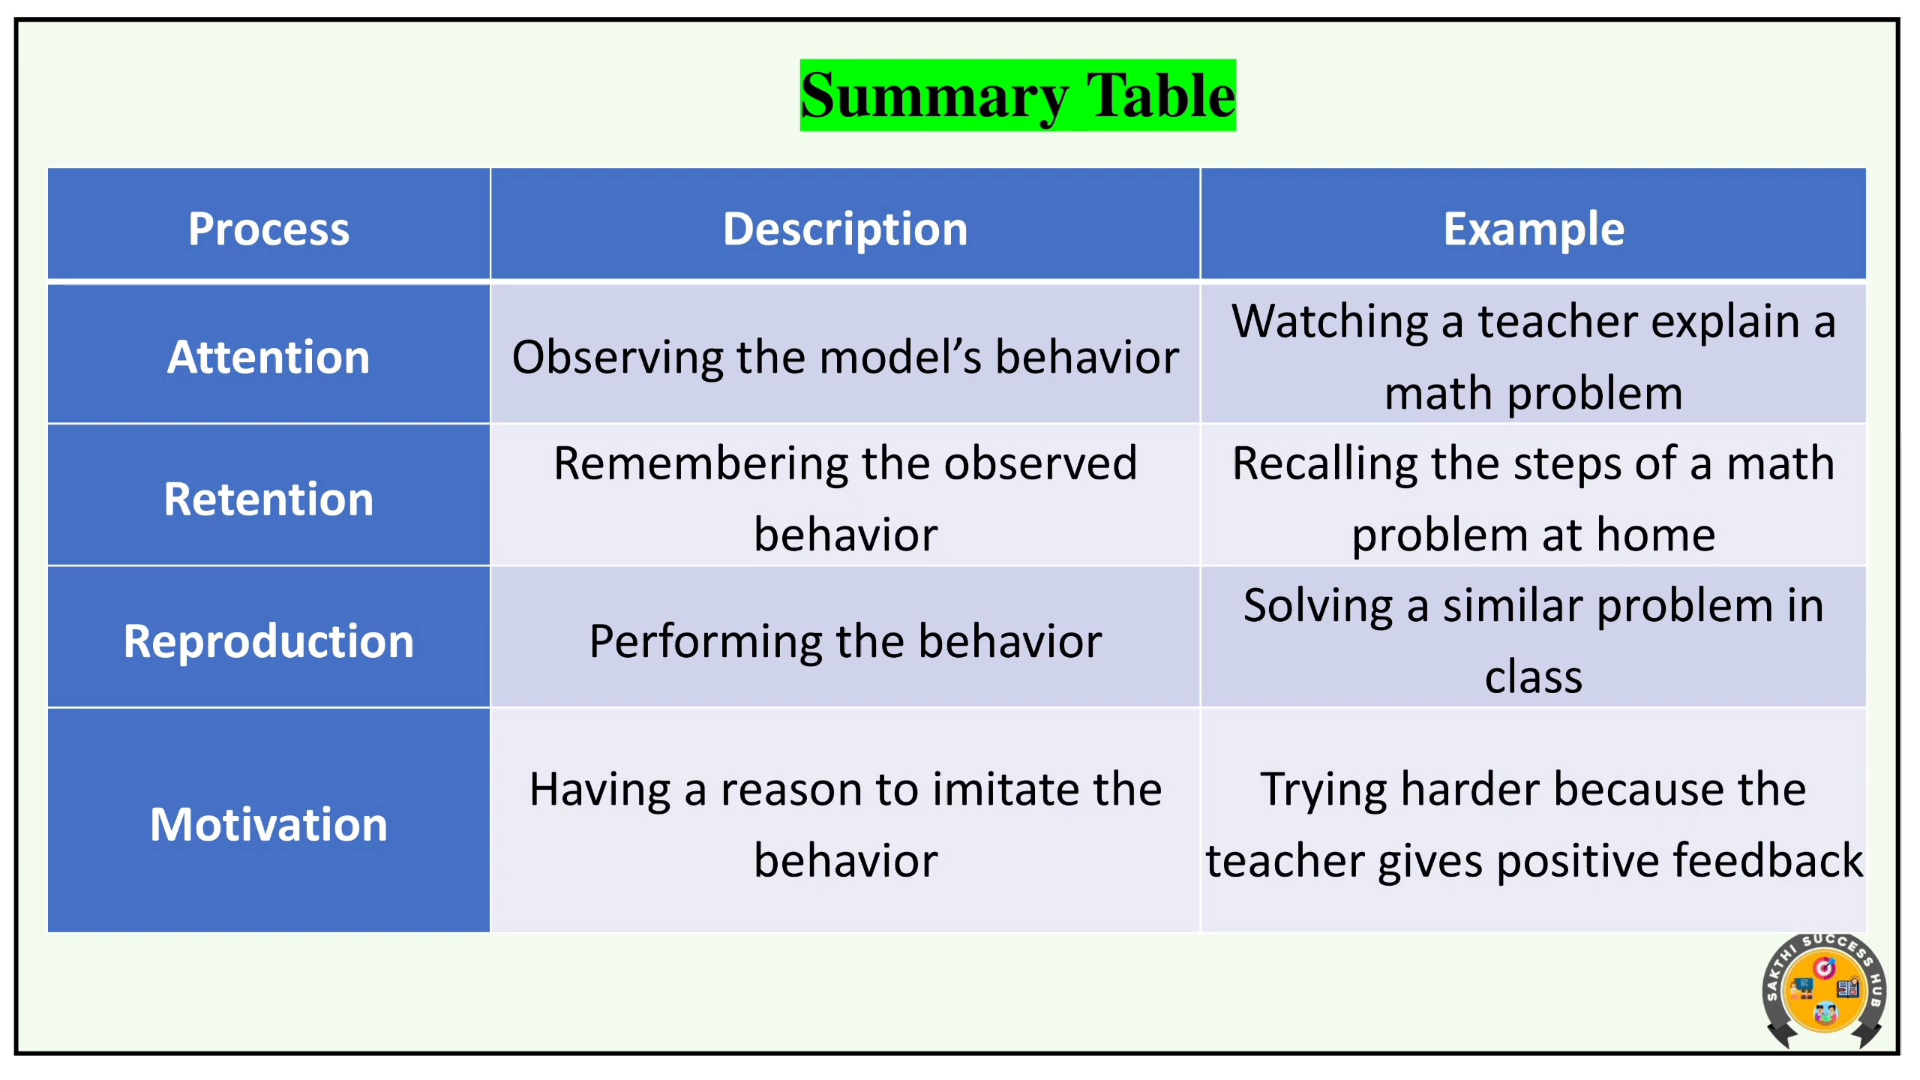 Summary Table
Process
Description
Example
Attention
Observing the model’s behavior
Watching a teacher explain a
math problem
Retention
Remembering the observed
behavior
Recalling the steps of a math
problem at home
Reproduction
Performing the behavior
Solving a similar problem in
class
Motivation
Having a reason to imitate the
behavior
Trying harder because the
teacher gives positive feedback
SAKTHI SUCCESS HUB